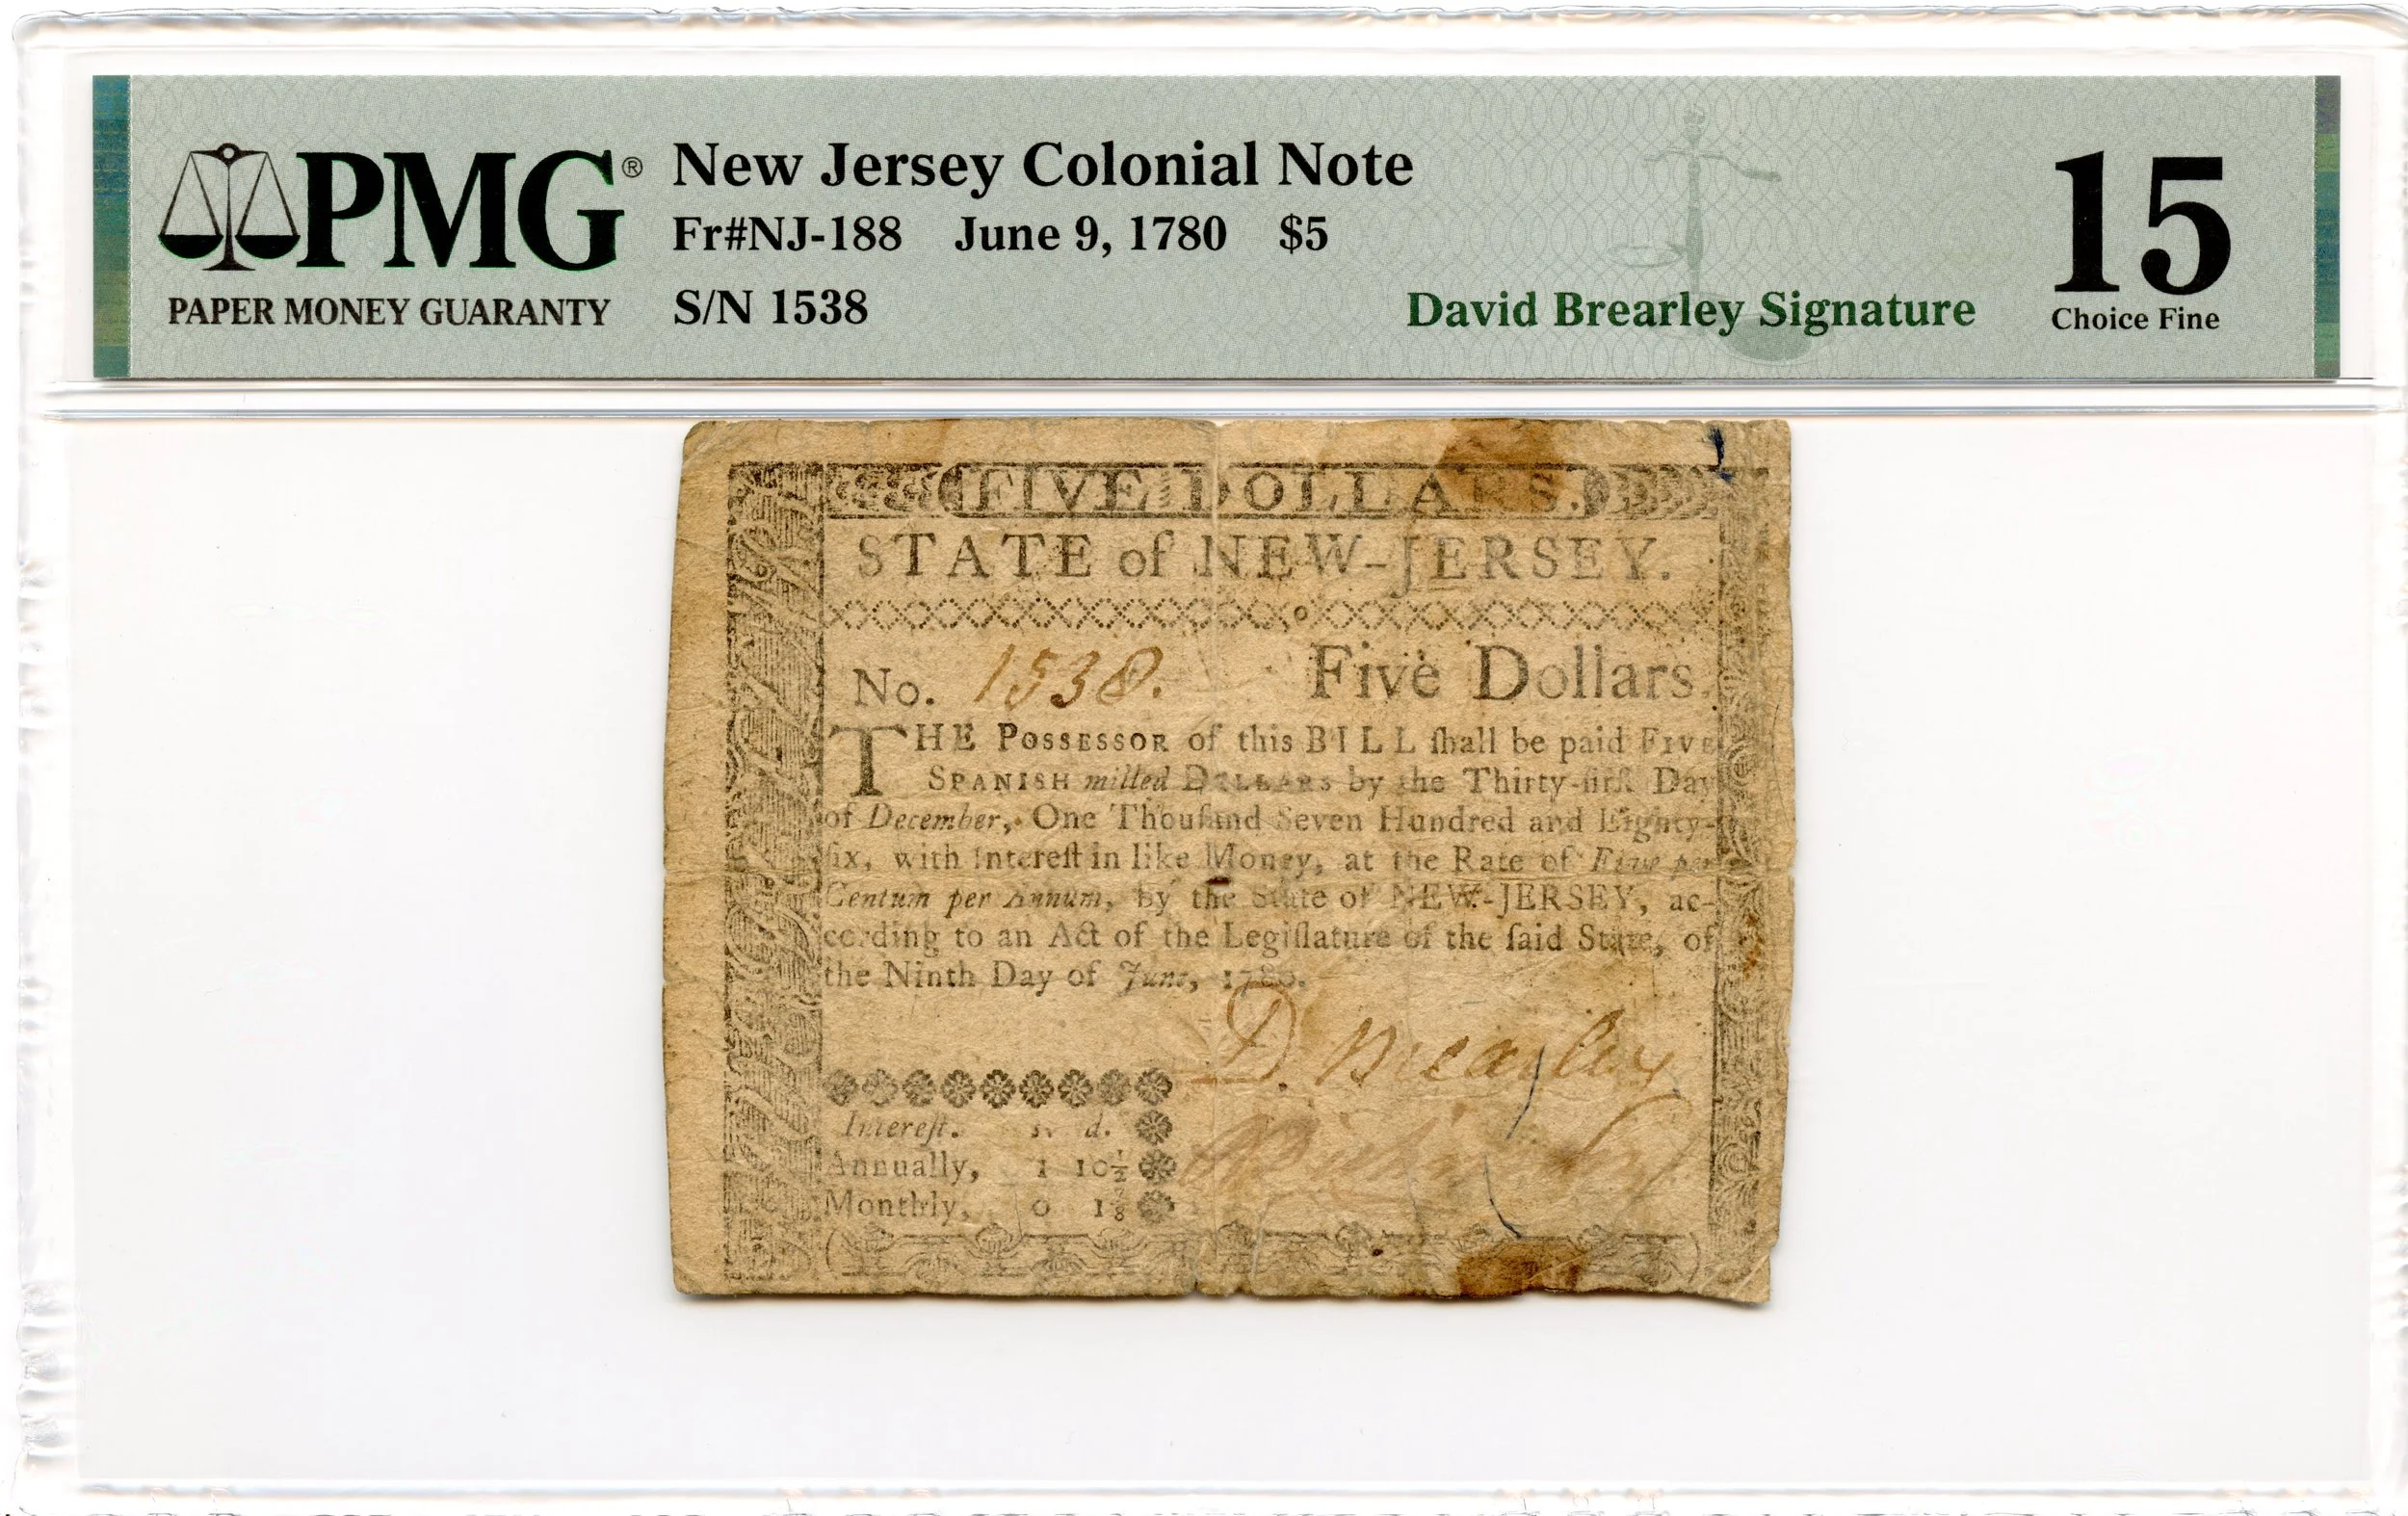 PMG®
PAPER MONEY GUARANTY
New Jersey Colonial Note
Fr#NJ-188 June 9, 1780 $5
S/N 1538
David Brearley Signature
15
Choice Fine
FIVE DOLLARS.
STATE of NEW-JERSEY.
No. 1538. Five Dollars.
THE POSSESSOR of this BILL ſhall be paid FIVE
SPANISH milled DOLLARS by the Thirty-firſt Day
of December, One Thouſand Seven Hundred and Eighty-
ſix, with Intereſt in like Money, at the Rate of Five per
Centum per Annum, by the State of NEW-JERSEY, ac-
cording to an Act of the Legiſlature of the ſaid State, of
the Ninth Day of June, 1780.
D. Brearley
Intereſt. s. d.
Annually, 1 10½
Monthly, 0 1⅞